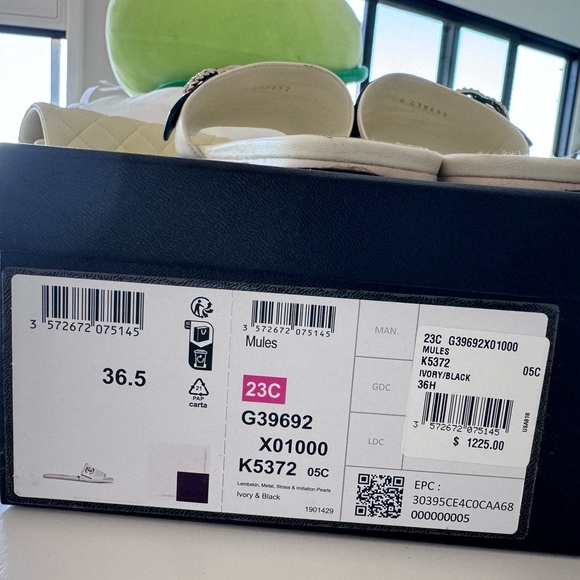 G39692
3 572672 075145
36.5
21
PAP
carta
3 572672 075145
Mules
23C
G39692
X01000
K5372 05C
Lambskin, Metal, Strass & Imitation Pearls
Ivory & Black
1901429
MAN.
GDC
LDC
EPC :
30395CE4C0CAA68
000000005
23C G39692X01000
MULES
K5372 05C
IVORY/BLACK
36H
3 572672 075145
$ 1225.00